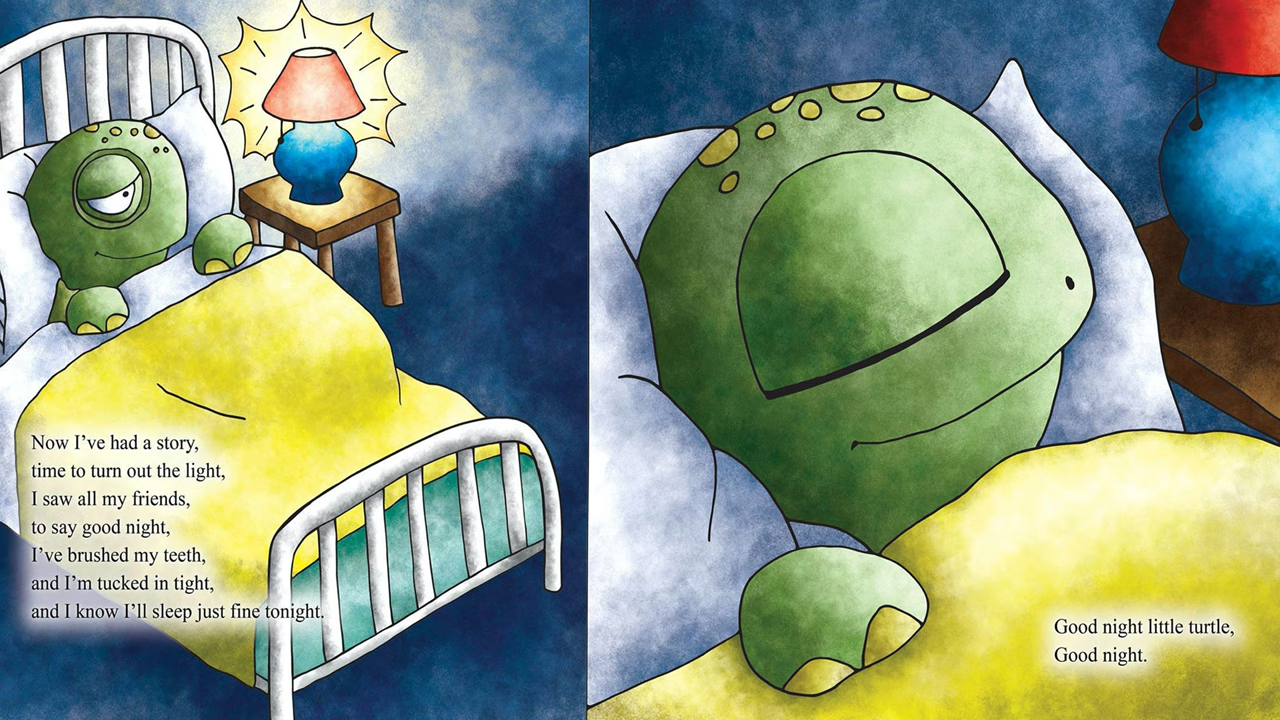 Now I've had a story,
time to turn out the light,
I saw all my friends,
to say good night,
I've brushed my teeth,
and I'm tucked in tight,
and I know I'll sleep just fine tonight.
Good night little turtle,
Good night.